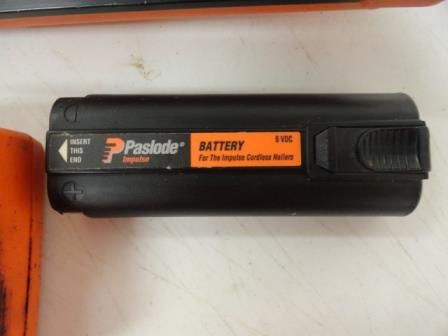 INSERT
THIS
END
Paslode®
Impulse
BATTERY 6 VDC
For The Impulse Cordless Nailers